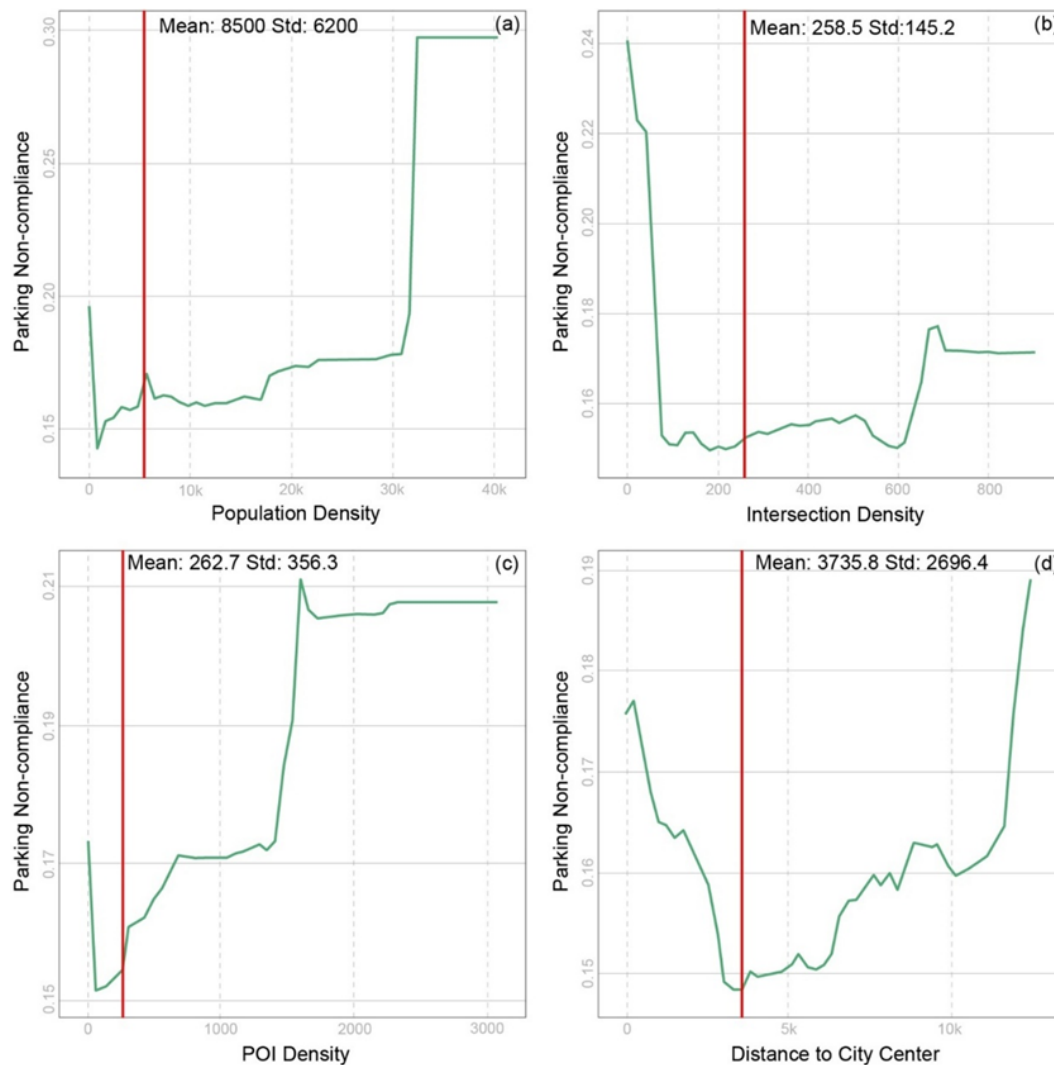 Mean: 8500 Std: 6200
(a)
Parking Non-compliance
0.30
0.25
0.20
0.15
0
10k
20k
30k
40k
Population Density
Mean: 258.5 Std:145.2
(b)
Parking Non-compliance
0.24
0.22
0.20
0.18
0.16
0
200
400
600
800
Intersection Density
Mean: 262.7 Std: 356.3
(c)
Parking Non-compliance
0.21
0.19
0.17
0.15
0
1000
2000
3000
POI Density
Mean: 3735.8 Std: 2696.4
(d)
Parking Non-compliance
0.19
0.18
0.17
0.16
0.15
0
5k
10k
Distance to City Center